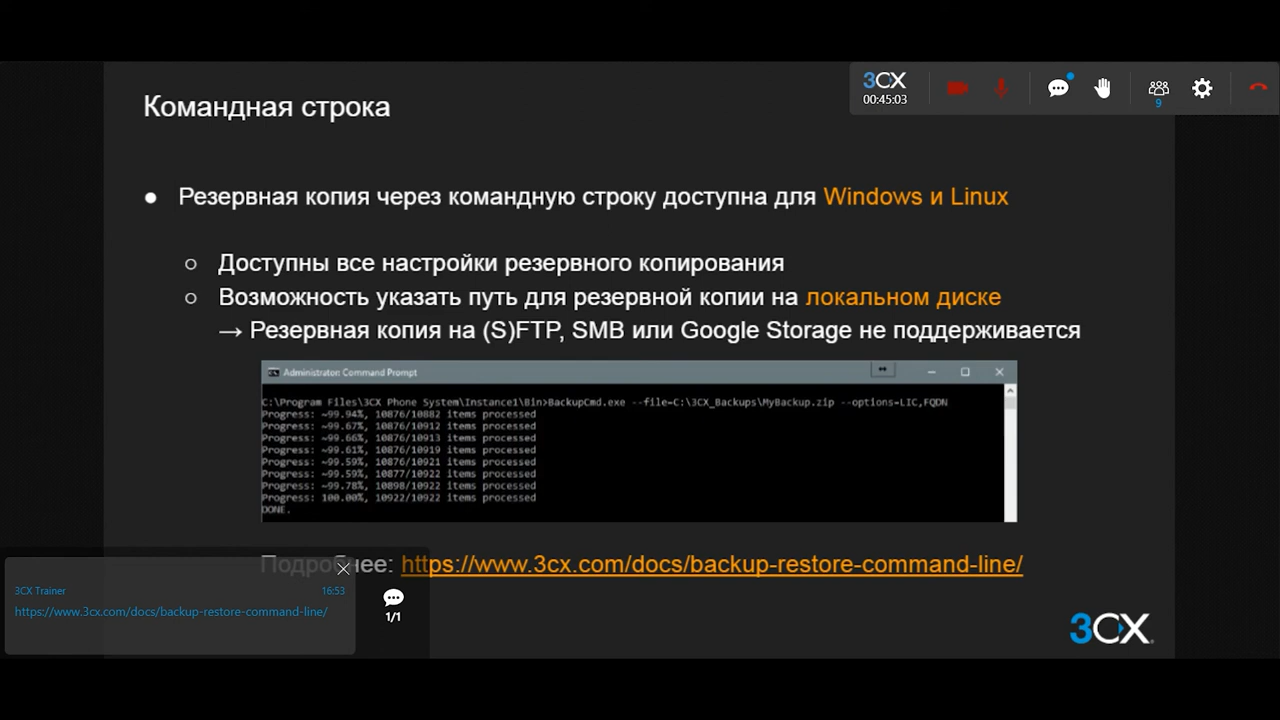 3CX
00:45:03
9
Командная строка
● Резервная копия через командную строку доступна для Windows и Linux
○ Доступны все настройки резервного копирования
○ Возможность указать путь для резервной копии на локальном диске
→ Резервная копия на (S)FTP, SMB или Google Storage не поддерживается
Administrator: Command Prompt
C:\Program Files\3CX Phone System\Instance1\Bin>BackupCmd.exe --file=C:\3CX_Backups\MyBackup.zip --options=LIC,FQDN
Progress: ~99.94%, 10876/10882 items processed
Progress: ~99.67%, 10876/10912 items processed
Progress: ~99.66%, 10876/10913 items processed
Progress: ~99.61%, 10876/10919 items processed
Progress: ~99.59%, 10876/10921 items processed
Progress: ~99.59%, 10877/10922 items processed
Progress: ~99.78%, 10898/10922 items processed
Progress: 100.00%, 10922/10922 items processed
DONE.
Подробнее: https://www.3cx.com/docs/backup-restore-command-line/
3CX Trainer 16:53
https://www.3cx.com/docs/backup-restore-command-line/
1/1
3CX